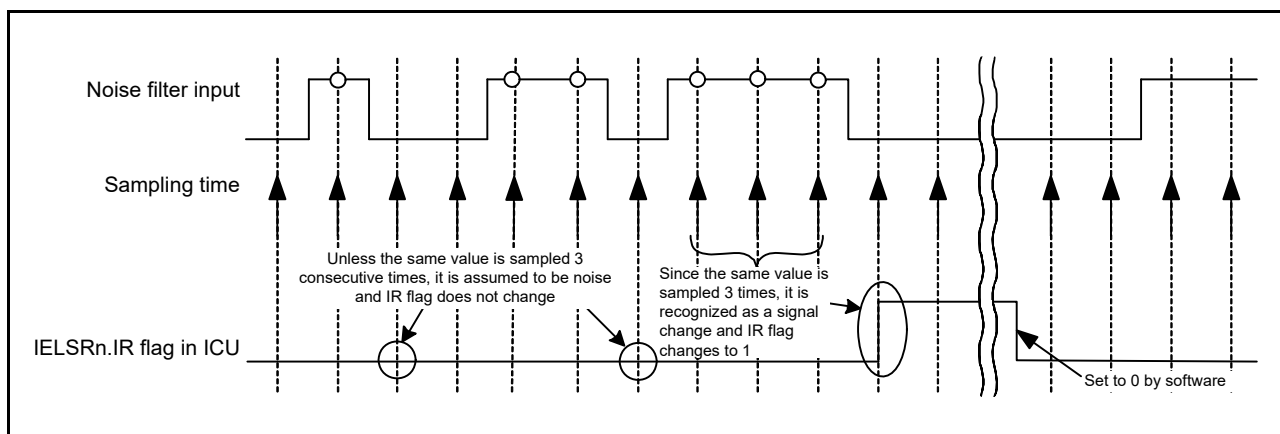 Noise filter input
Sampling time
Unless the same value is sampled 3
consecutive times, it is assumed to be noise
and IR flag does not change
Since the same value is
sampled 3 times, it is
recognized as a signal
change and IR flag
changes to 1
IELSRn.IR flag in ICU
Set to 0 by software